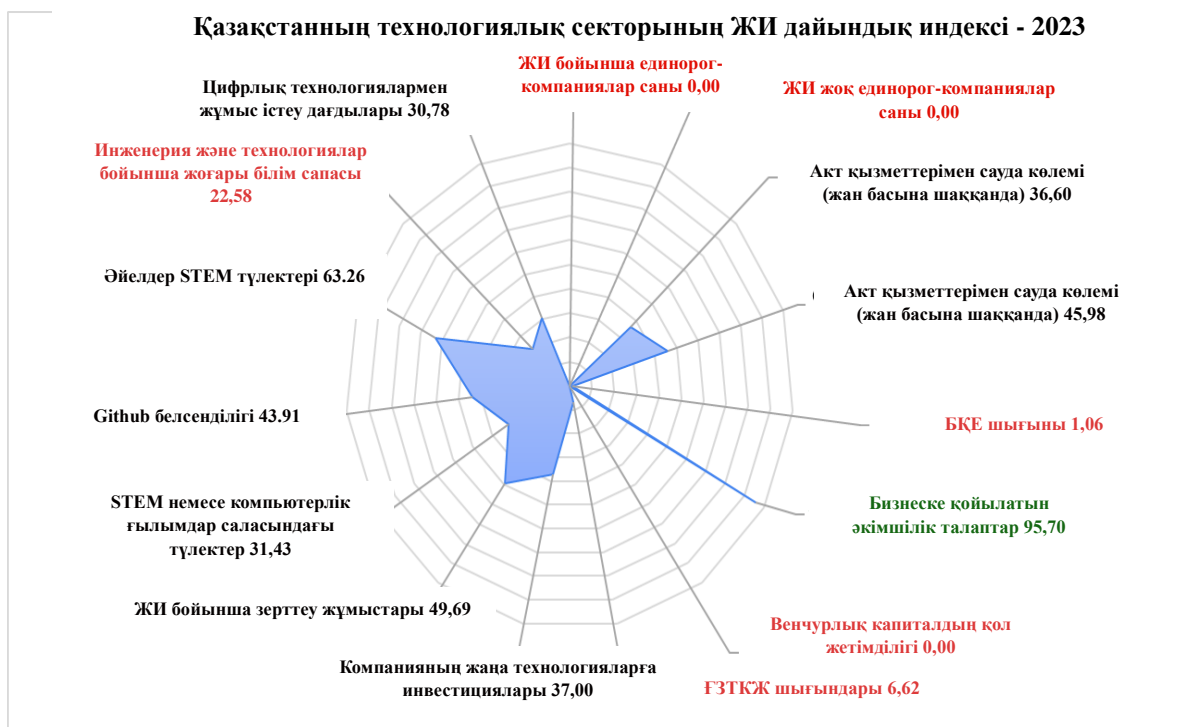 Қазақстанның технологиялық секторының ЖИ дайындық индексі - 2023
ЖИ бойынша единорог-
компаниялар саны 0,00
ЖИ жоқ единорог-компаниялар
саны 0,00
Акт қызметтерімен сауда көлемі
(жан басына шаққанда) 36,60
Акт қызметтерімен сауда көлемі
(жан басына шаққанда) 45,98
БҚЕ шығыны 1,06
Бизнеске қойылатын
әкімшілік талаптар 95,70
Венчурлық капиталдың қол
жетімділігі 0,00
ҒЗТКЖ шығындары 6,62
Компанияның жаңа технологияларға
инвестициялары 37,00
ЖИ бойынша зерттеу жұмыстары 49,69
STEM немесе компьютерлік
ғылымдар саласындағы
түлектер 31,43
Github белсенділігі 43.91
Әйелдер STEM түлектері 63.26
Инженерия және технологиялар
бойынша жоғары білім сапасы
22,58
Цифрлық технологиялармен
жұмыс істеу дағдылары 30,78